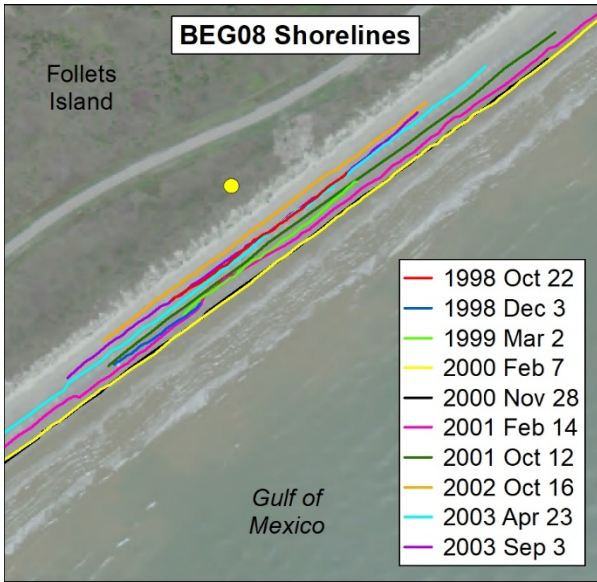 BEG08 Shorelines
Follets
Island
1998 Oct 22
1998 Dec 3
1999 Mar 2
2000 Feb 7
2000 Nov 28
2001 Feb 14
2001 Oct 12
2002 Oct 16
2003 Apr 23
2003 Sep 3
Gulf of
Mexico